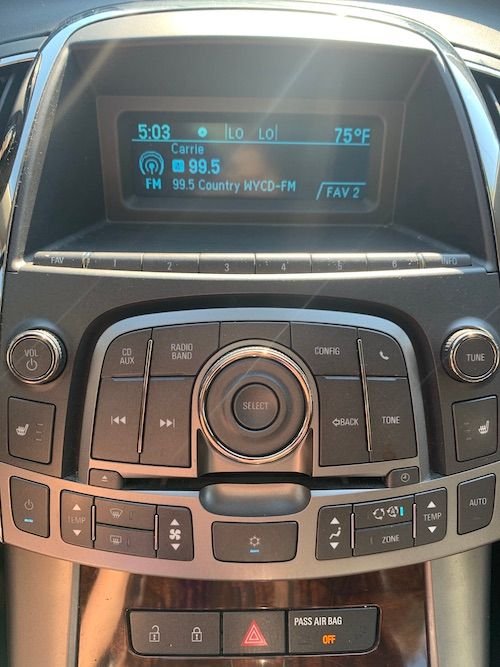 5:03 LO LO 75°F
Carrie
99.5
FM 99.5 Country WYCD-FM FAV 2
FAV 1 2 3 4 5 6 INFO
VOL
CD
AUX
RADIO
BAND
CONFIG
TUNE
SELECT
BACK
TONE
TEMP
TEMP
AUTO
ZONE
PASS AIR BAG
OFF